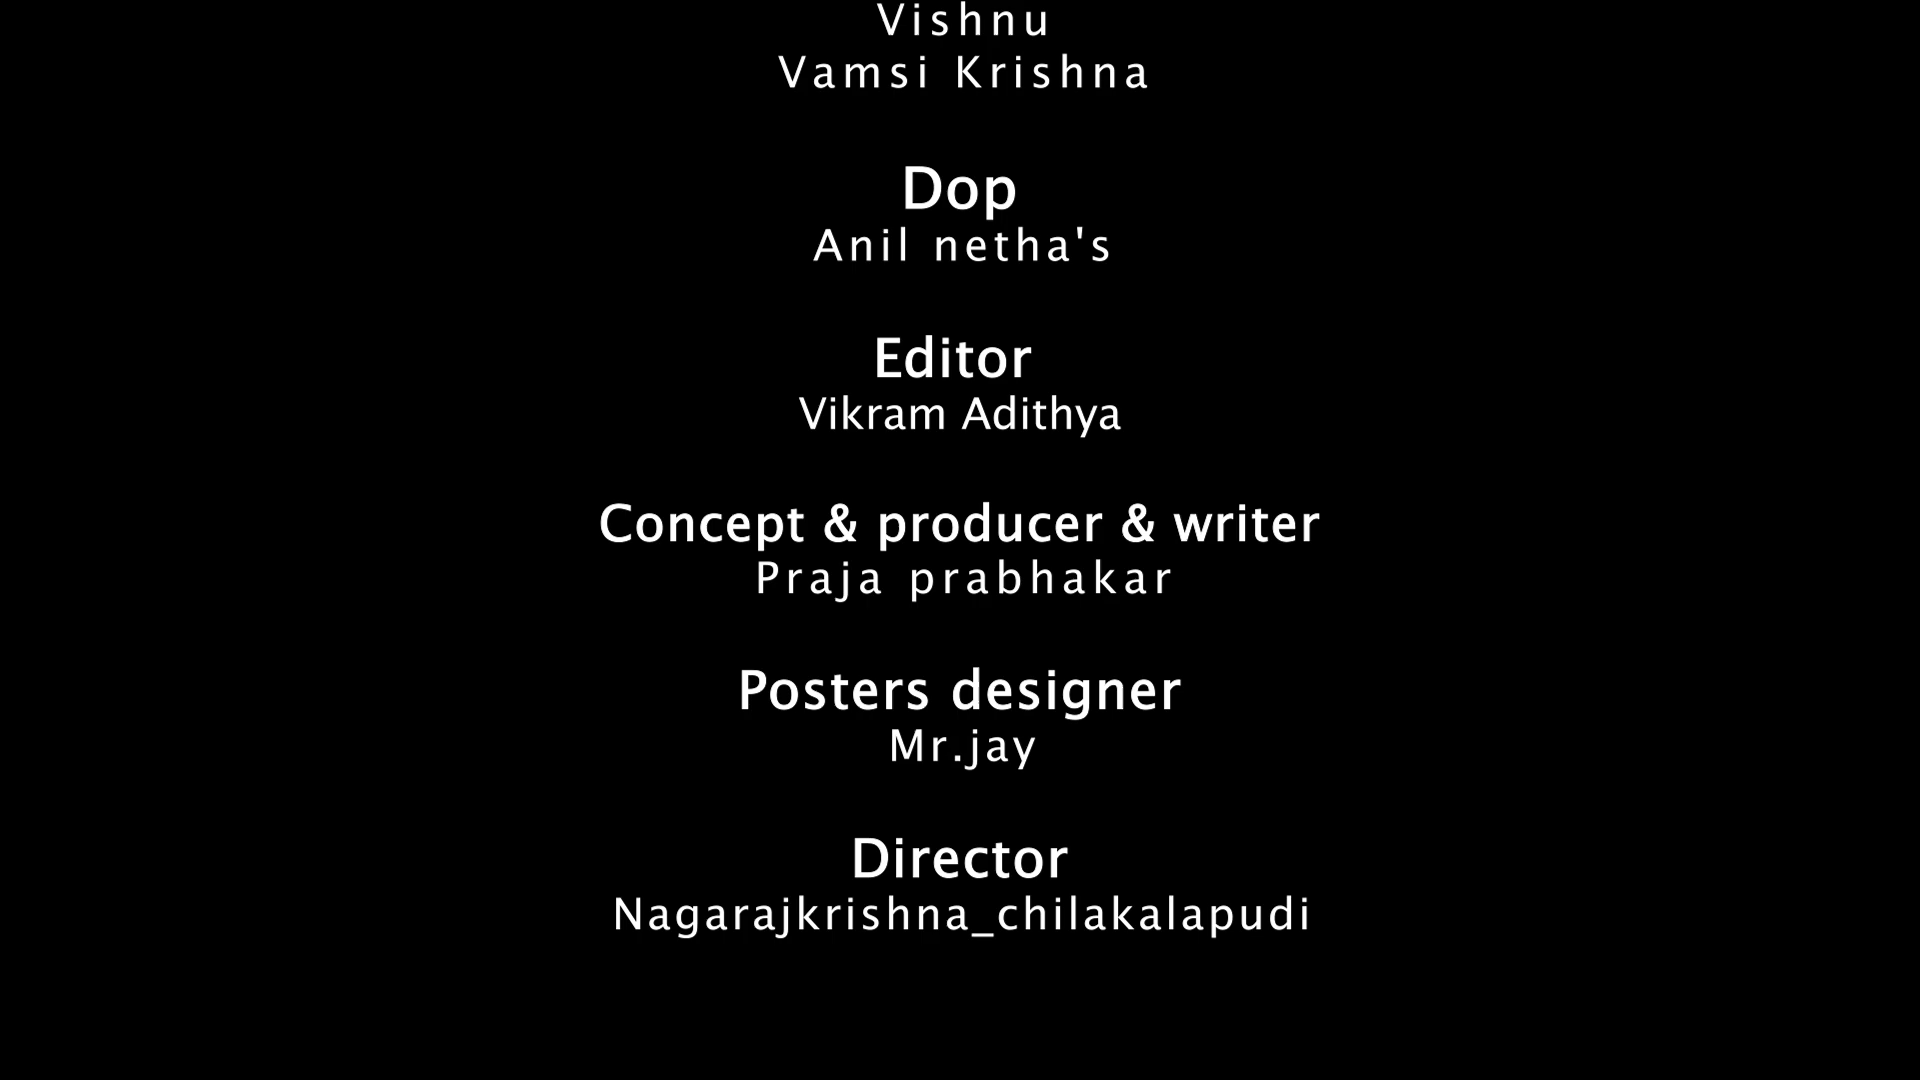 Vishnu
Vamsi Krishna
Dop
Anil netha's
Editor
Vikram Adithya
Concept & producer & writer
Praja prabhakar
Posters designer
Mr.jay
Director
Nagarajkrishna_chilakalapudi